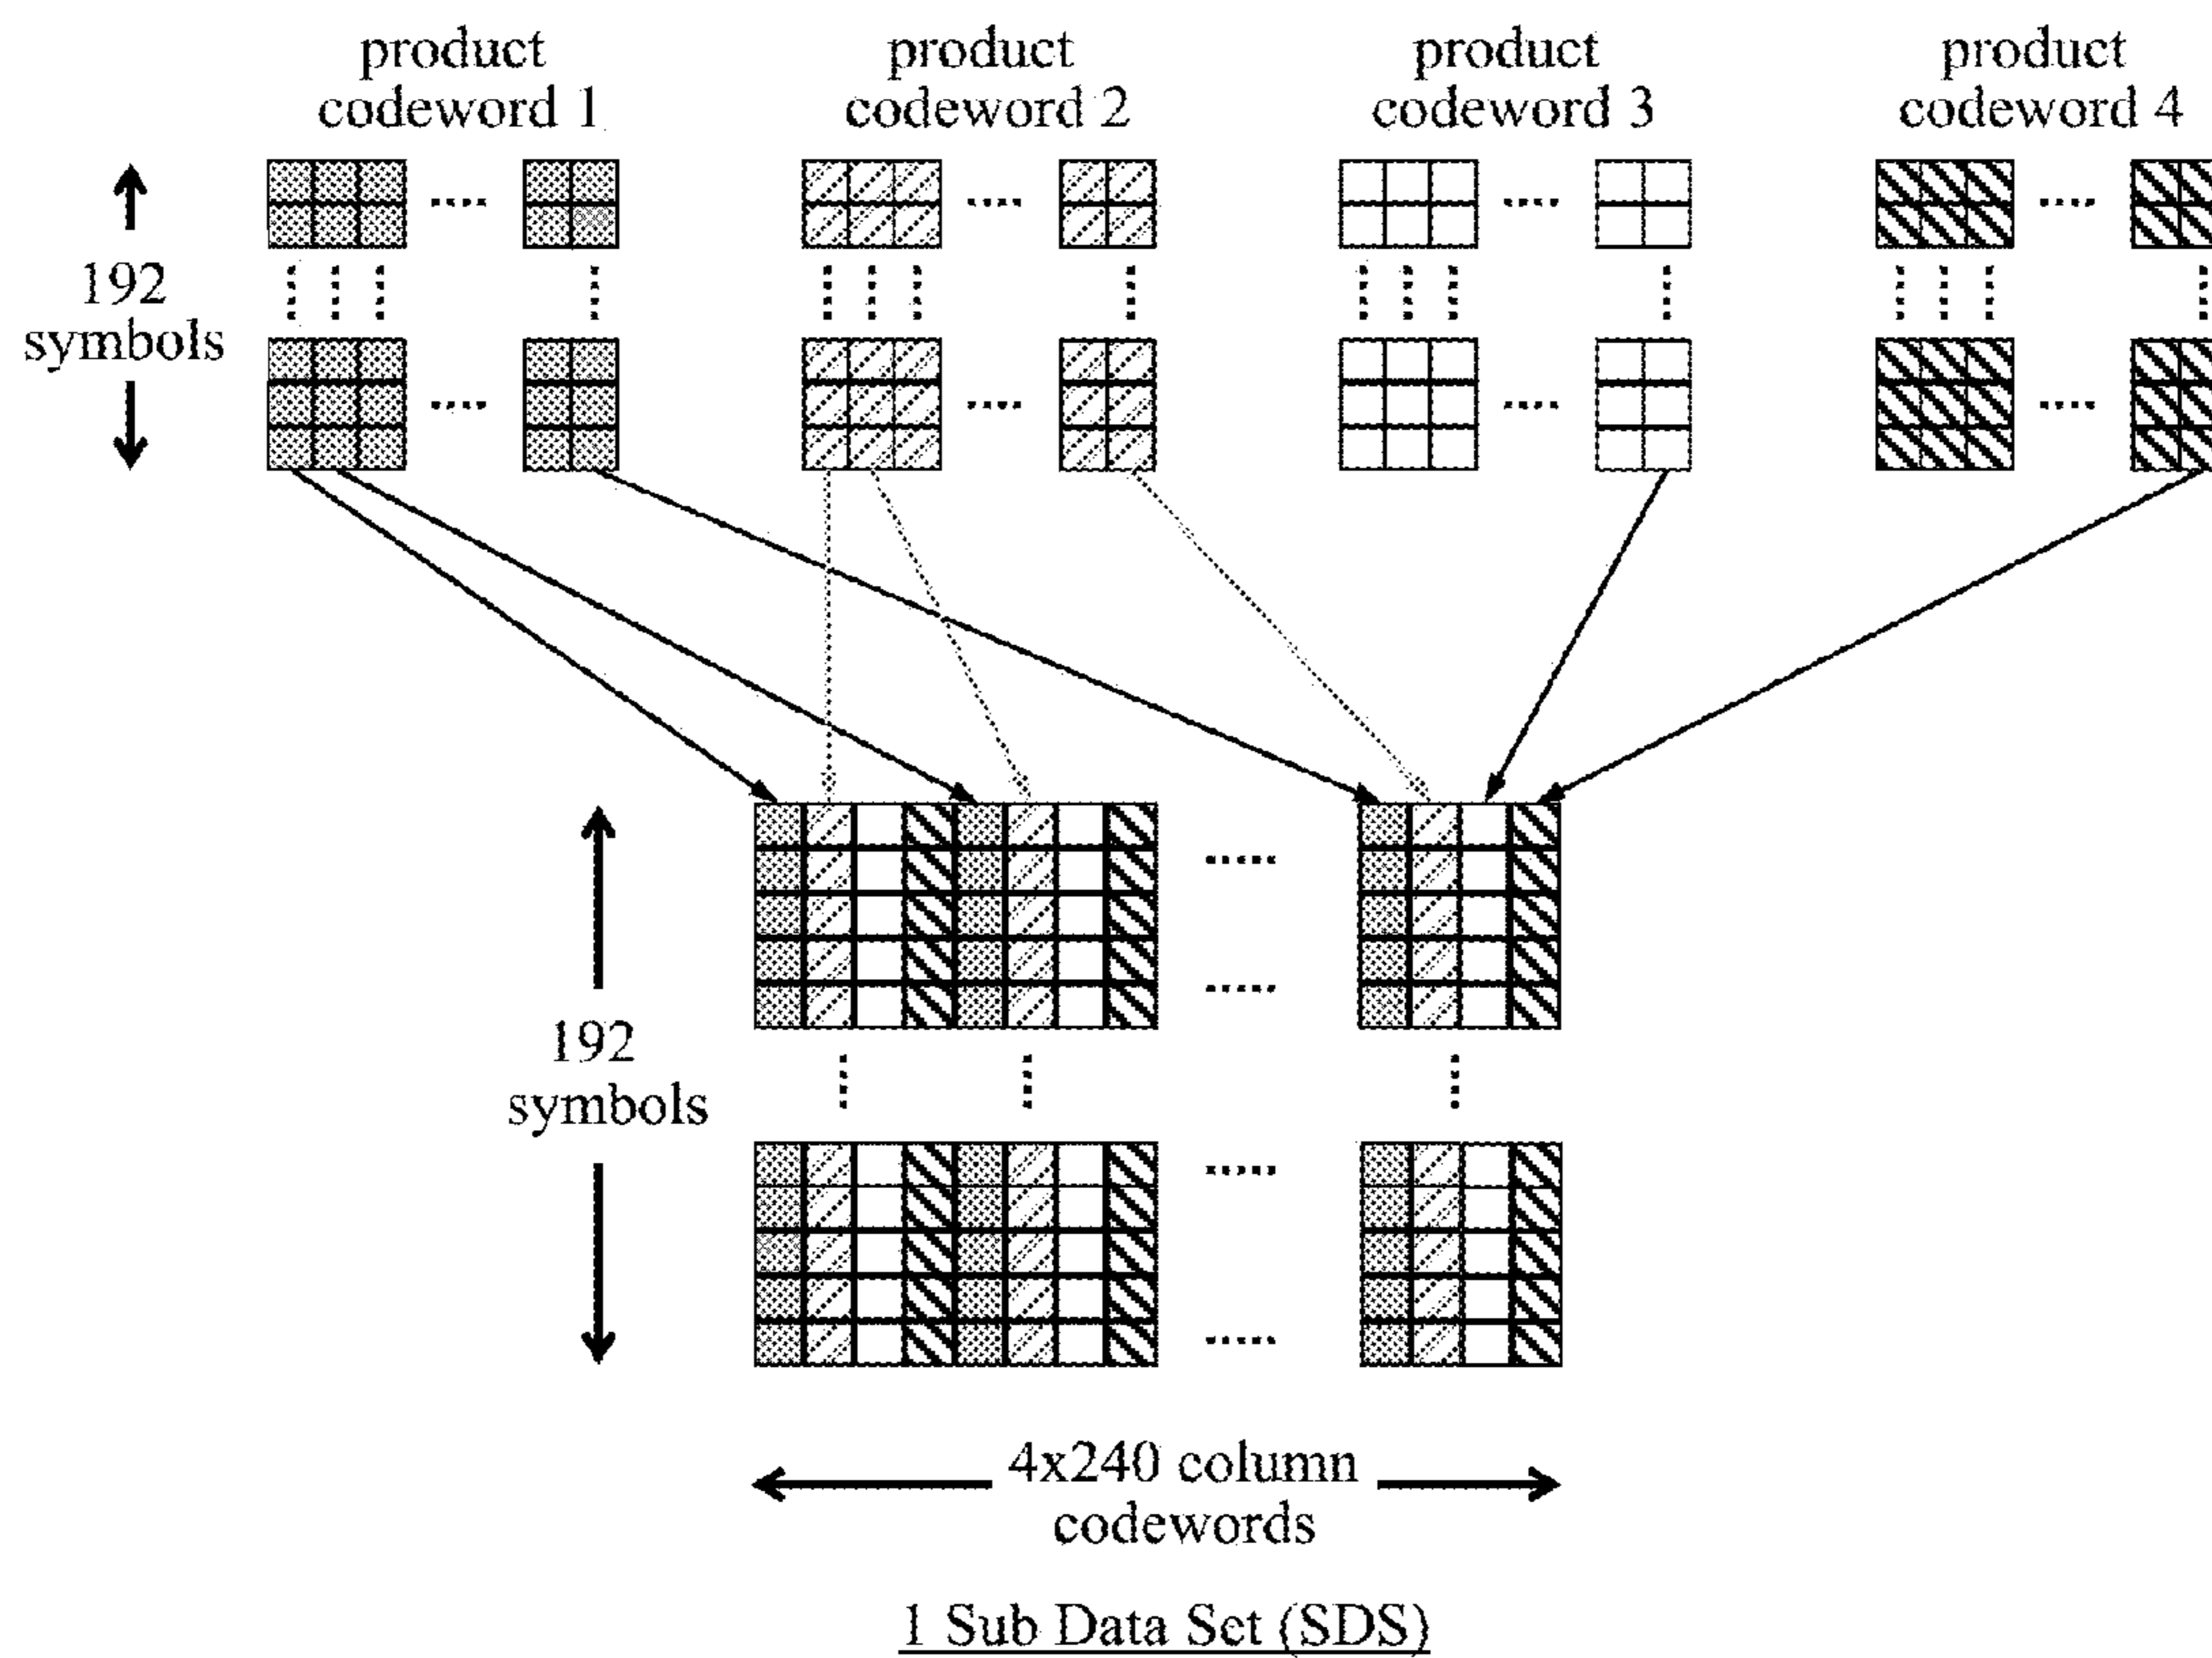 product
codeword 1
product
codeword 2
product
codeword 3
product
codeword 4
192
symbols
192
symbols
4x240 column
codewords
1 Sub Data Set (SDS)